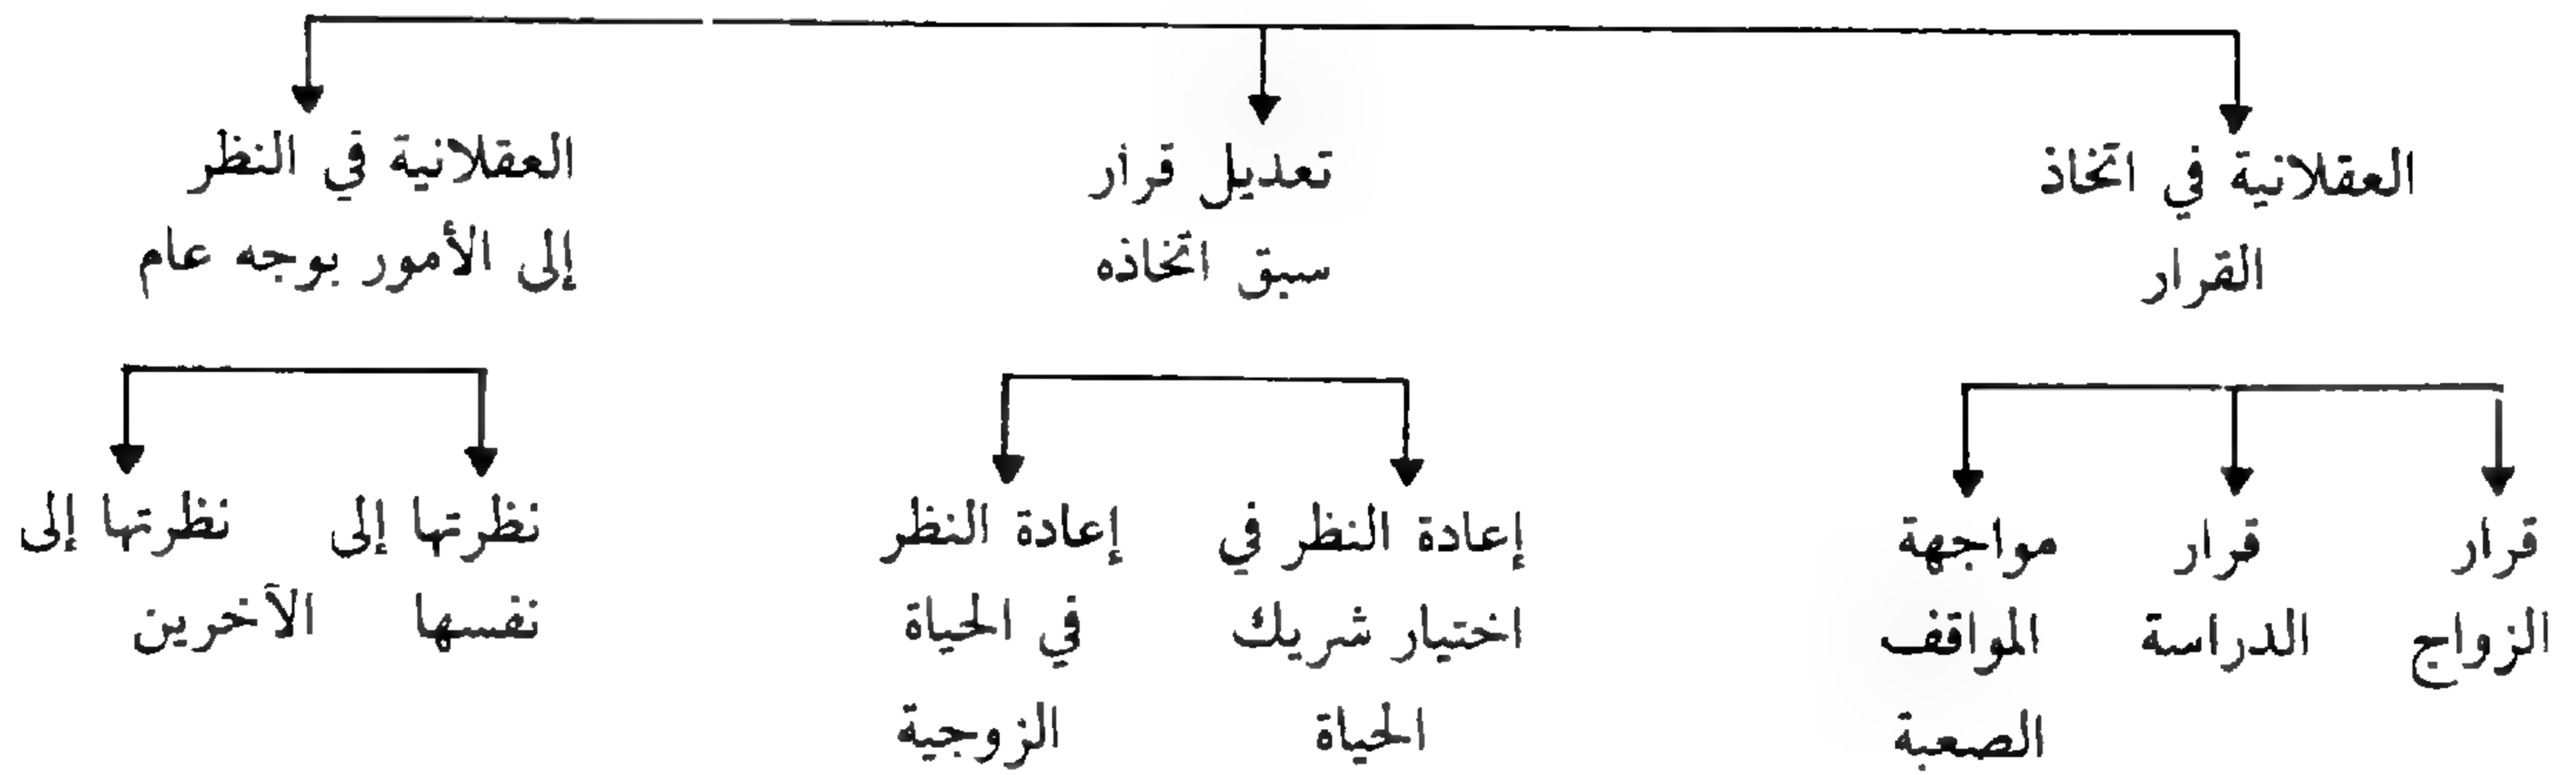 العقلانية في اتخاذ
القرار
تعديل قرار
سبق اتخاذه
العقلانية في النظر
إلى الأمور بوجه عام
قرار
الزواج
قرار
الدراسة
مواجهة
المواقف
الصعبة
إعادة النظر في
اختيار شريك
الحياة
إعادة النظر
في الحياة
الزوجية
نظرتها إلى
نفسها
نظرتها إلى
الآخرين